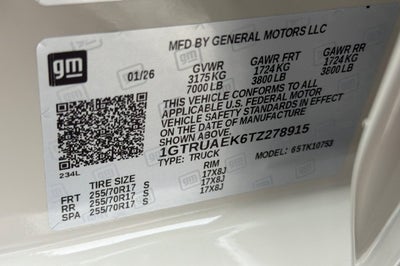 gm
MFD BY GENERAL MOTORS LLC
01/26 GVWR GAWR FRT GAWR RR
3175 KG 1724 KG 1724 KG
7000 LB 3800 LB 3800 LB
THIS VEHICLE CONFORMS TO ALL
APPLICABLE U.S. FEDERAL MOTOR
VEHICLE SAFETY STANDARDS IN EFFECT
ON THE DATE OF MANUFACTURE
SHOWN ABOVE.
1GTRUAEK6TZ278915
TYPE: TRUCK MODEL: 6STK10753
234L
TIRE SIZE RIM
FRT 255/70R17 S 17X8J
RR 255/70R17 S 17X8J
SPA 255/70R17 S 17X8J